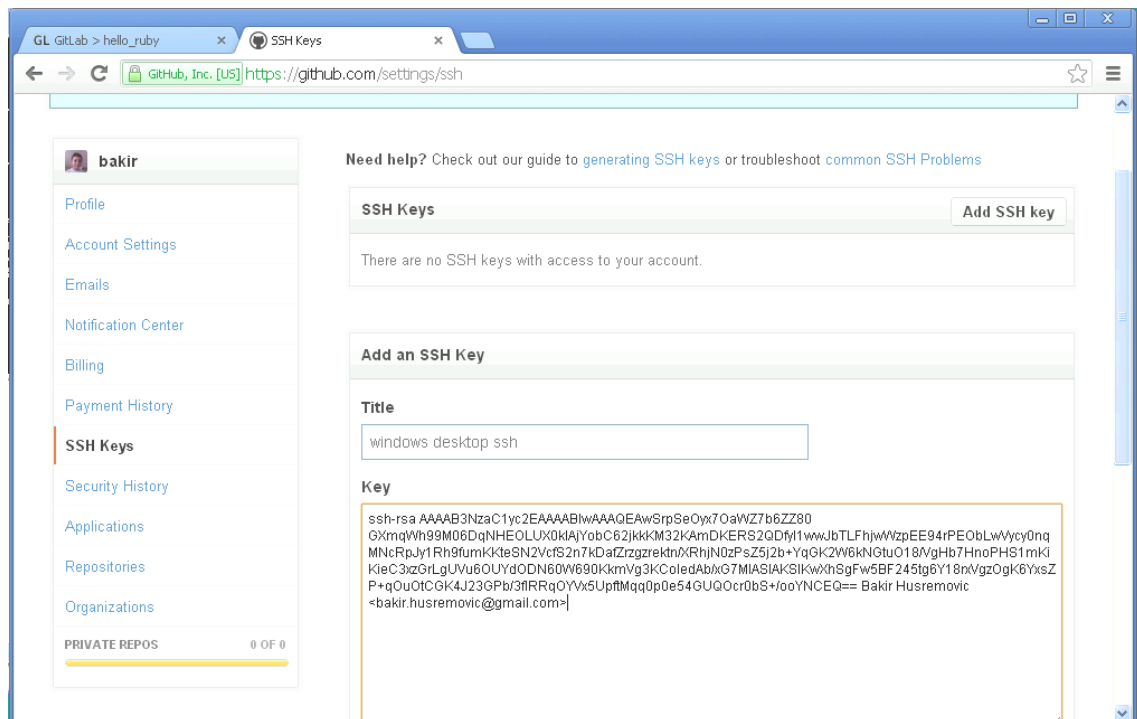 GL GitLab > hello_ruby
SSH Keys
GitHub, Inc. [US] https://github.com/settings/ssh
bakir
Profile
Account Settings
Emails
Notification Center
Billing
Payment History
SSH Keys
Security History
Applications
Repositories
Organizations
PRIVATE REPOS 0 OF 0
Need help? Check out our guide to generating SSH keys or troubleshoot common SSH Problems
SSH Keys
Add SSH key
There are no SSH keys with access to your account.
Add an SSH Key
Title
windows desktop ssh
Key
ssh-rsa
Bakir Husremovic
<bakir.husremovic@gmail.com>